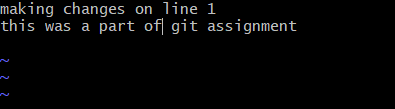 making changes on line 1
this was a part of git assignment
~
~
~